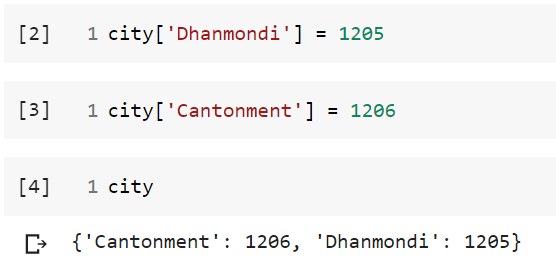 [2] 1 city['Dhanmondi'] = 1205
[3] 1 city['Cantonment'] = 1206
[4] 1 city
{'Cantonment': 1206, 'Dhanmondi': 1205}